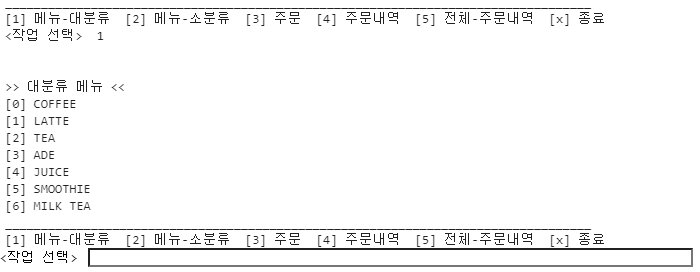 [1] 메뉴-대분류 [2] 메뉴-소분류 [3] 주문 [4] 주문내역 [5] 전체-주문내역 [x] 종료
<작업 선택> 1
>> 대분류 메뉴 <<
[0] COFFEE
[1] LATTE
[2] TEA
[3] ADE
[4] JUICE
[5] SMOOTHIE
[6] MILK TEA
[1] 메뉴-대분류 [2] 메뉴-소분류 [3] 주문 [4] 주문내역 [5] 전체-주문내역 [x] 종료
<작업 선택>